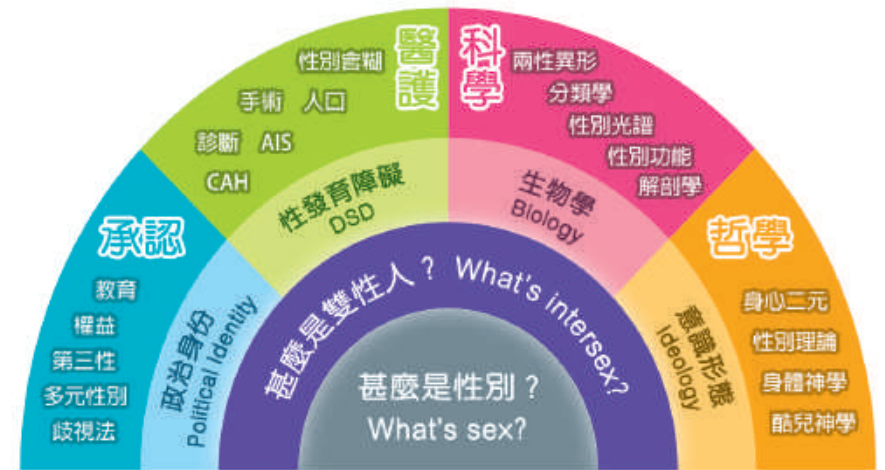 甚麼是性別？
What's sex?
甚麼是雙性人？ What's intersex?
政治身份
Political Identity
性發育障礙
DSD
生物學
Biology
意識形態
Ideology
承認
教育
權益
第三性
多元性別
歧視法
醫護
性別含糊
手術 人口
診斷 AIS
CAH
科學
兩性異形
分類學
性別光譜
性別功能
解剖學
哲學
身心二元
性別理論
身體神學
酷兒神學